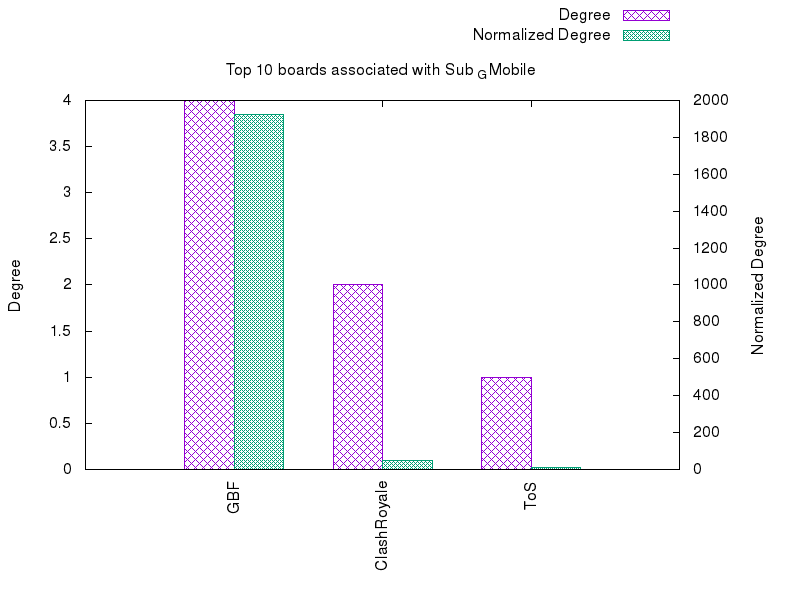 Degree
Normalized Degree
Top 10 boards associated with Sub GMobile
4
3.5
3
2.5
2
1.5
1
0.5
0
2000
1800
1600
1400
1200
1000
800
600
400
200
0
Degree
Normalized Degree
GBF
ClashRoyale
ToS